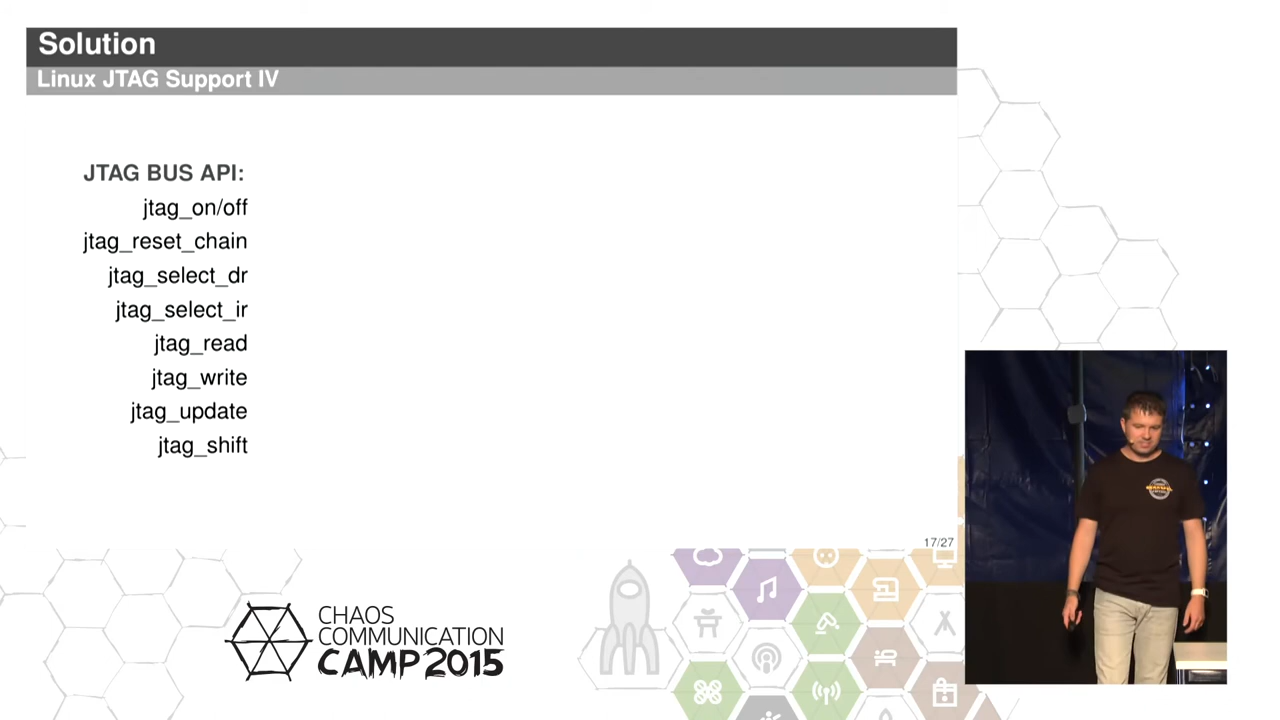 Solution
Linux JTAG Support IV
JTAG BUS API:
jtag_on/off
jtag_reset_chain
jtag_select_dr
jtag_select_ir
jtag_read
jtag_write
jtag_update
jtag_shift
17/27
CHAOS
COMMUNICATION
CAMP 2015